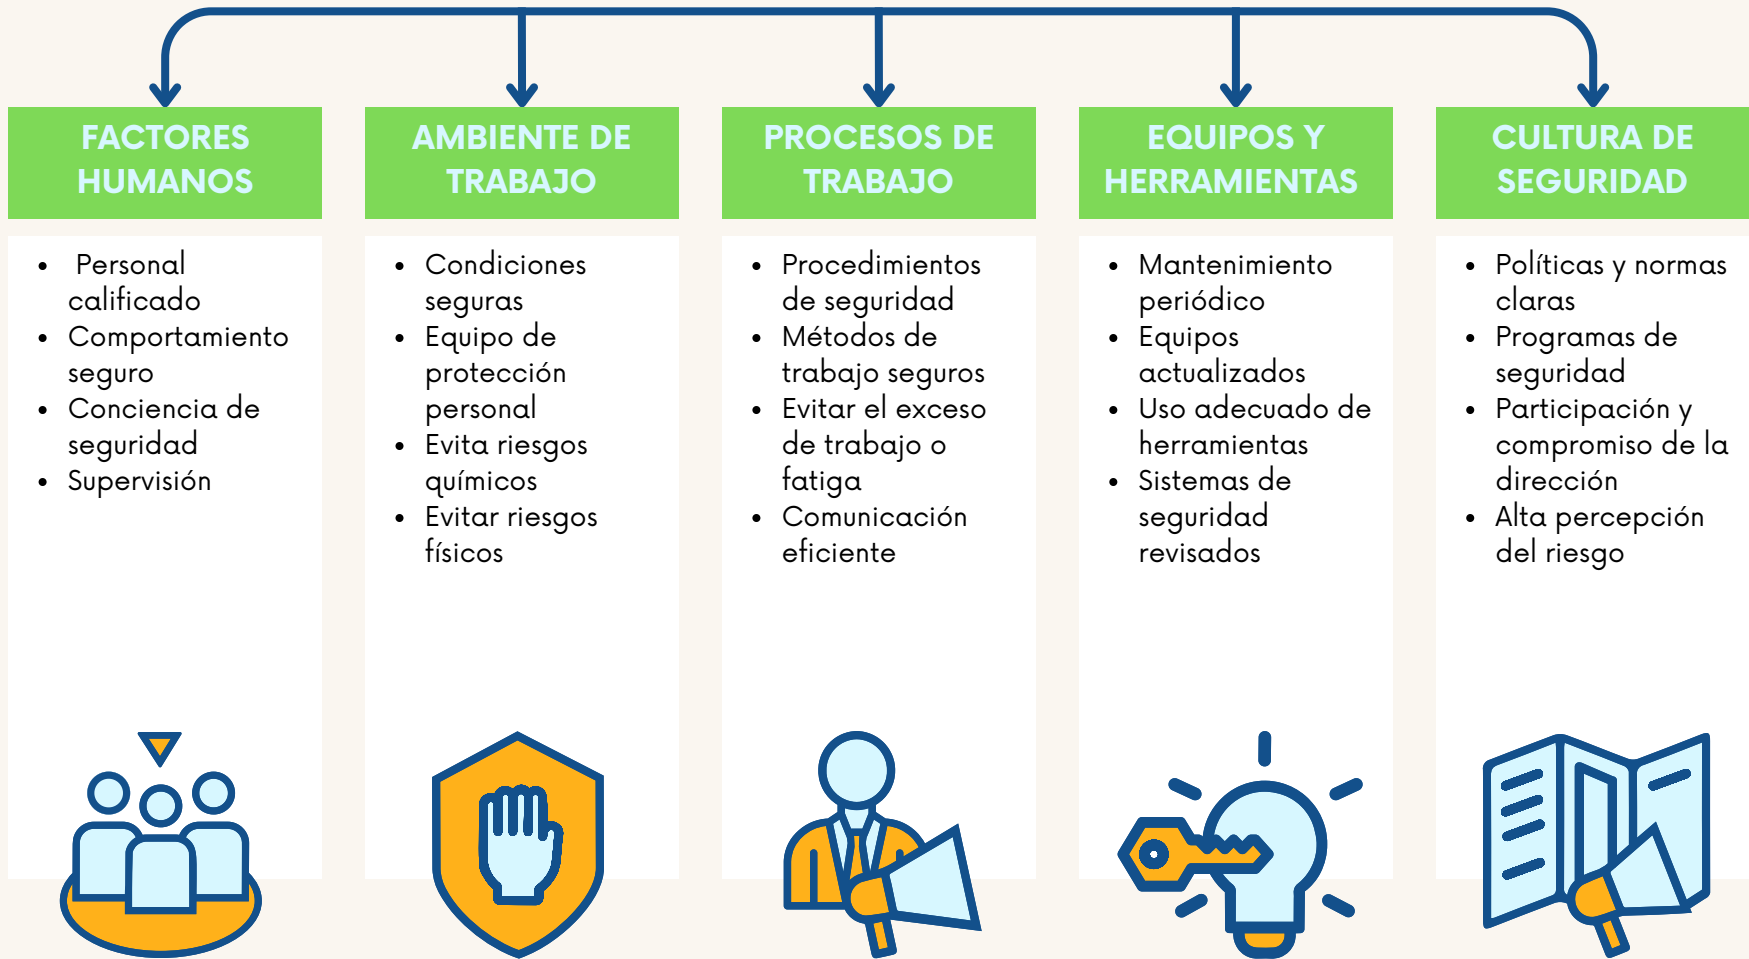 FACTORES
HUMANOS
• Personal
calificado
• Comportamiento
seguro
• Conciencia de
seguridad
• Supervisión
AMBIENTE DE
TRABAJO
• Condiciones
seguras
• Equipo de
protección
personal
• Evita riesgos
químicos
• Evitar riesgos
físicos
PROCESOS DE
TRABAJO
• Procedimientos
de seguridad
• Métodos de
trabajo seguros
• Evitar el exceso
de trabajo o
fatiga
• Comunicación
eficiente
EQUIPOS Y
HERRAMIENTAS
• Mantenimiento
periódico
• Equipos
actualizados
• Uso adecuado de
herramientas
• Sistemas de
seguridad
revisados
CULTURA DE
SEGURIDAD
• Políticas y normas
claras
• Programas de
seguridad
• Participación y
compromiso de la
dirección
• Alta percepción
del riesgo